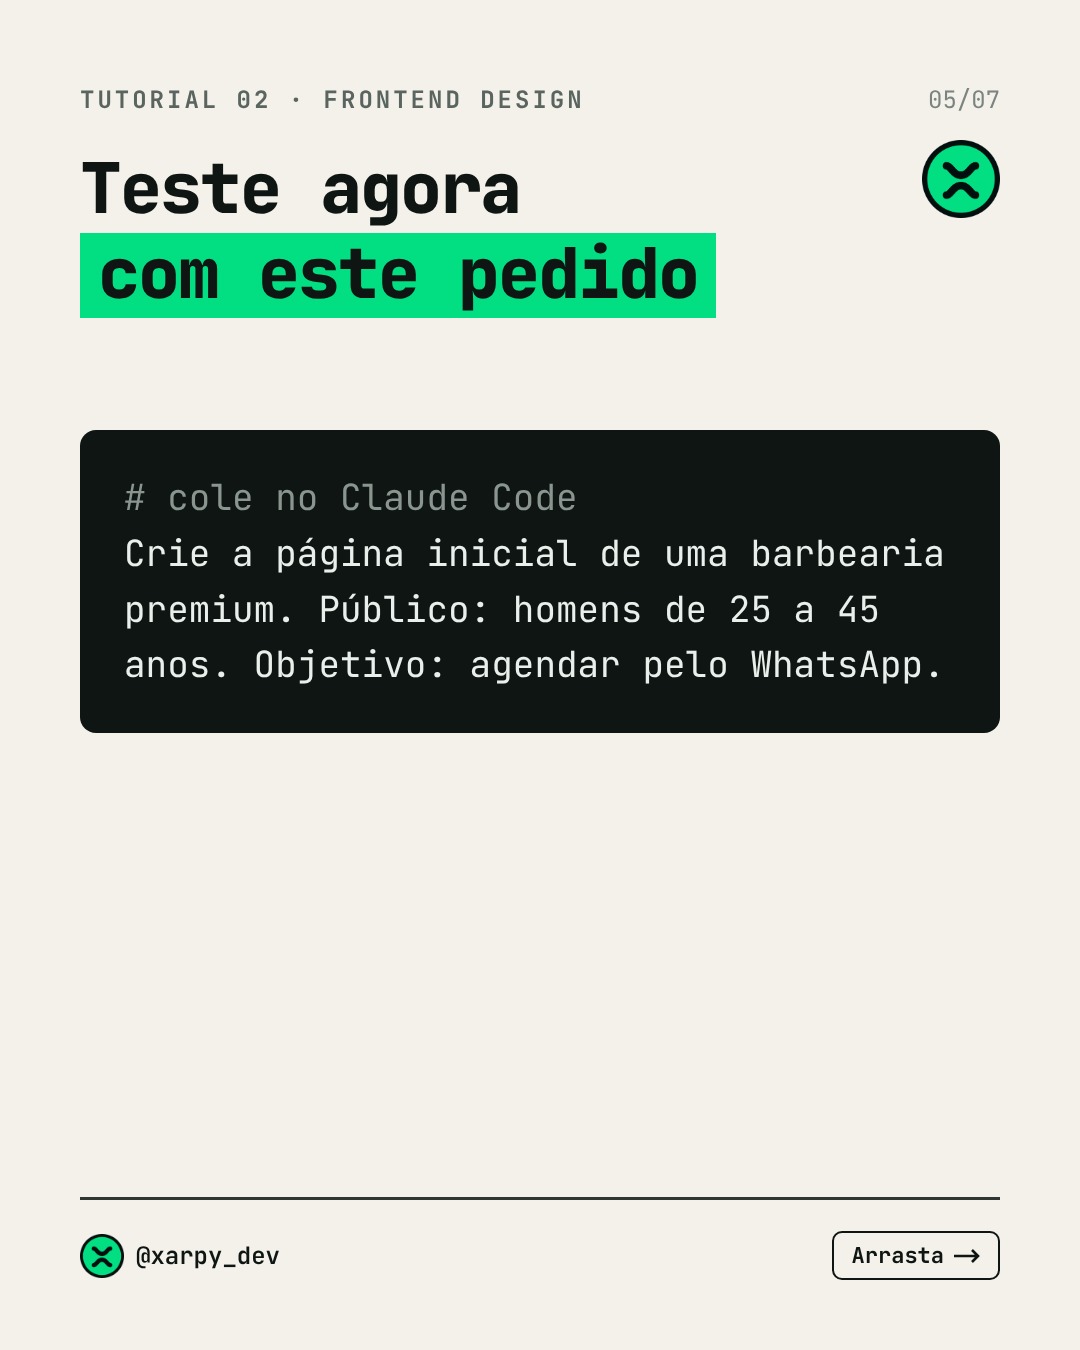 TUTORIAL 02 · FRONTEND DESIGN
05/07
Teste agora
com este pedido
# cole no Claude Code
Crie a página inicial de uma barbearia
premium. Público: homens de 25 a 45
anos. Objetivo: agendar pelo WhatsApp.
@xarpy_dev
Arrasta →